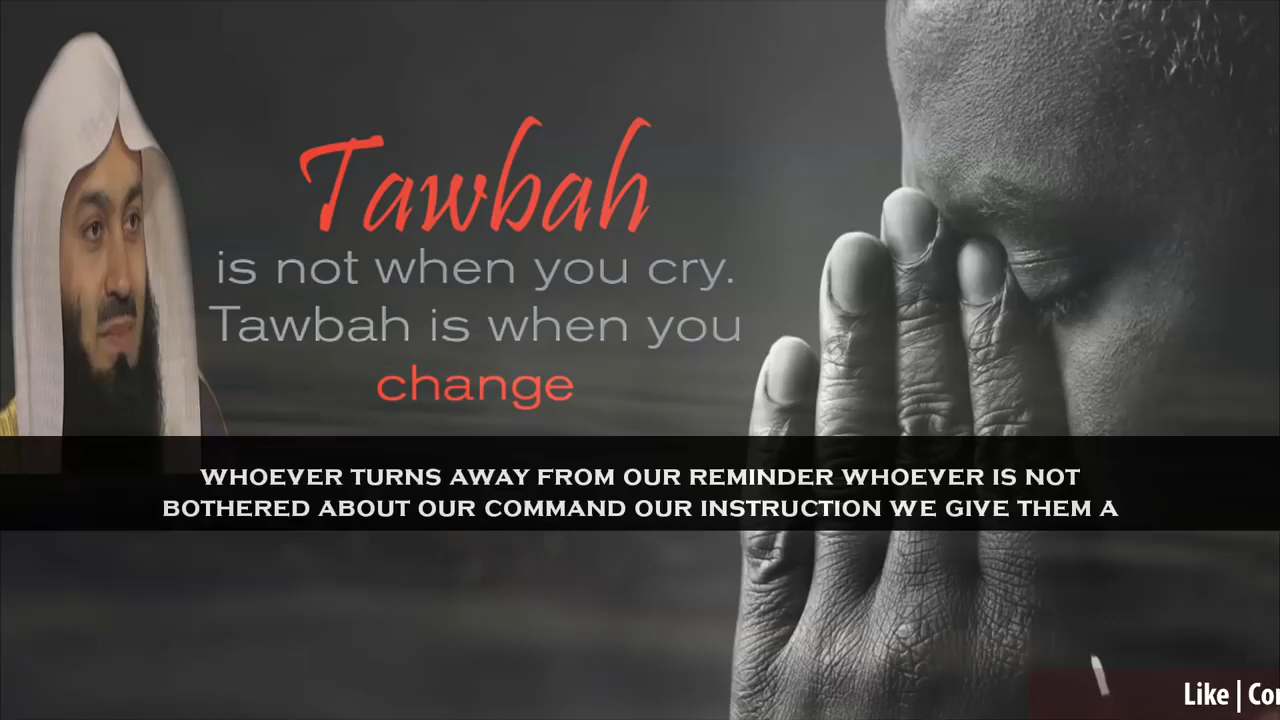 Tawbah
is not when you cry.
Tawbah is when you
change
WHOEVER TURNS AWAY FROM OUR REMINDER WHOEVER IS NOT
BOTHERED ABOUT OUR COMMAND OUR INSTRUCTION WE GIVE THEM A
Like |